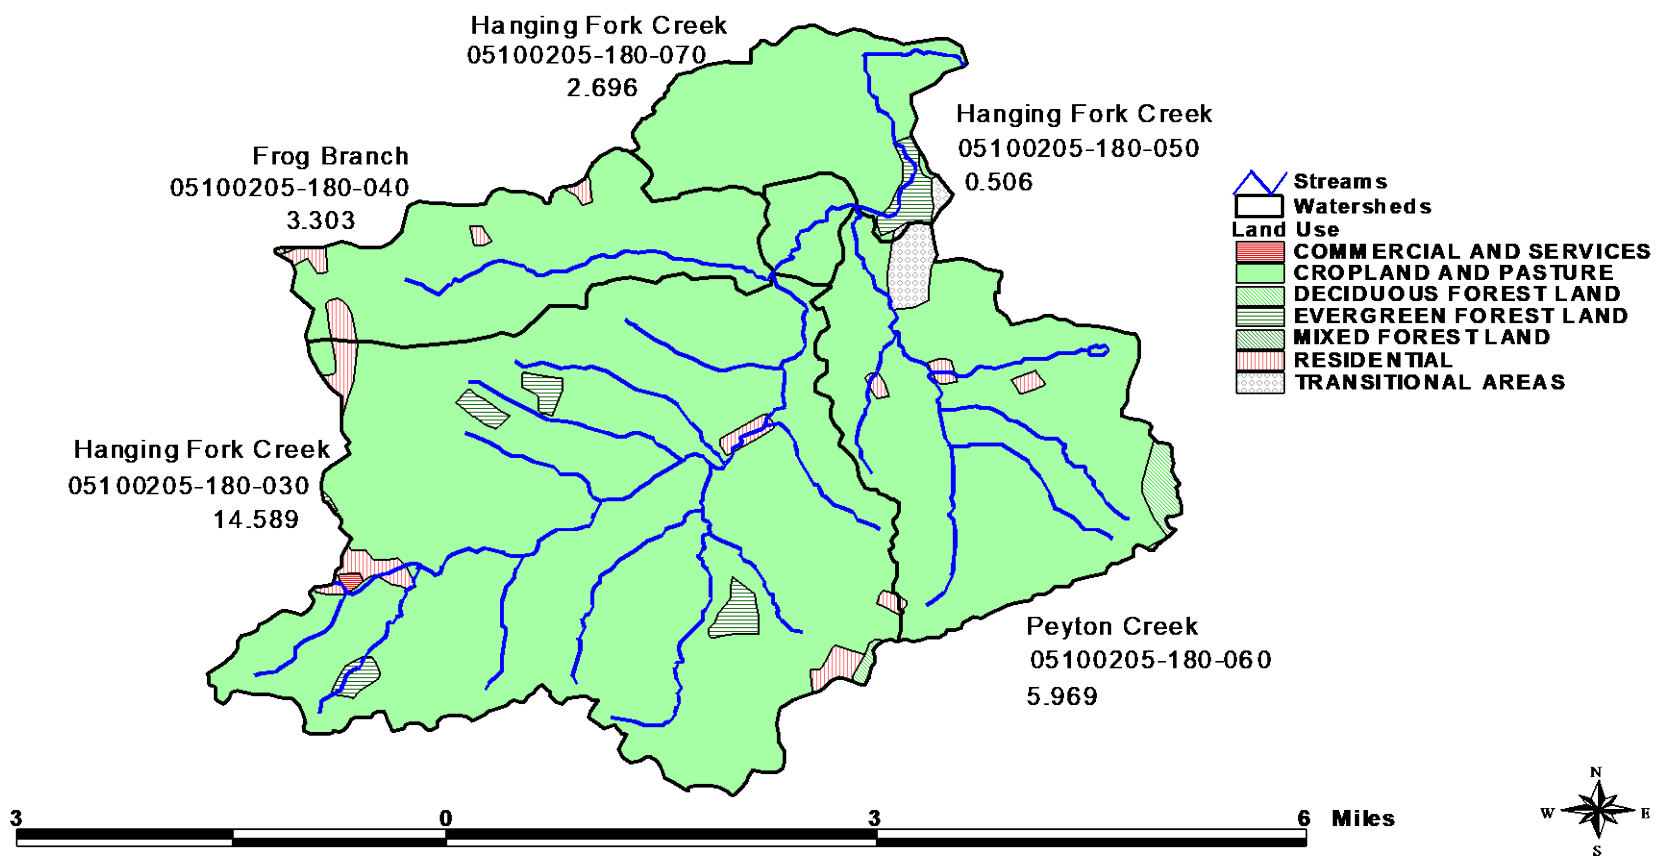 Hanging Fork Creek
05100205-180-070
2.696
Hanging Fork Creek
05100205-180-050
0.506
Frog Branch
05100205-180-040
3.303
Streams
Watersheds
Land Use
COMMERCIAL AND SERVICES
CROPLAND AND PASTURE
DECIDUOUS FOREST LAND
EVERGREEN FOREST LAND
MIXED FOREST LAND
RESIDENTIAL
TRANSITIONAL AREAS
Hanging Fork Creek
05100205-180-030
14.589
Peyton Creek
05100205-180-060
5.969
3 0 3 6 Miles
N
W E
S